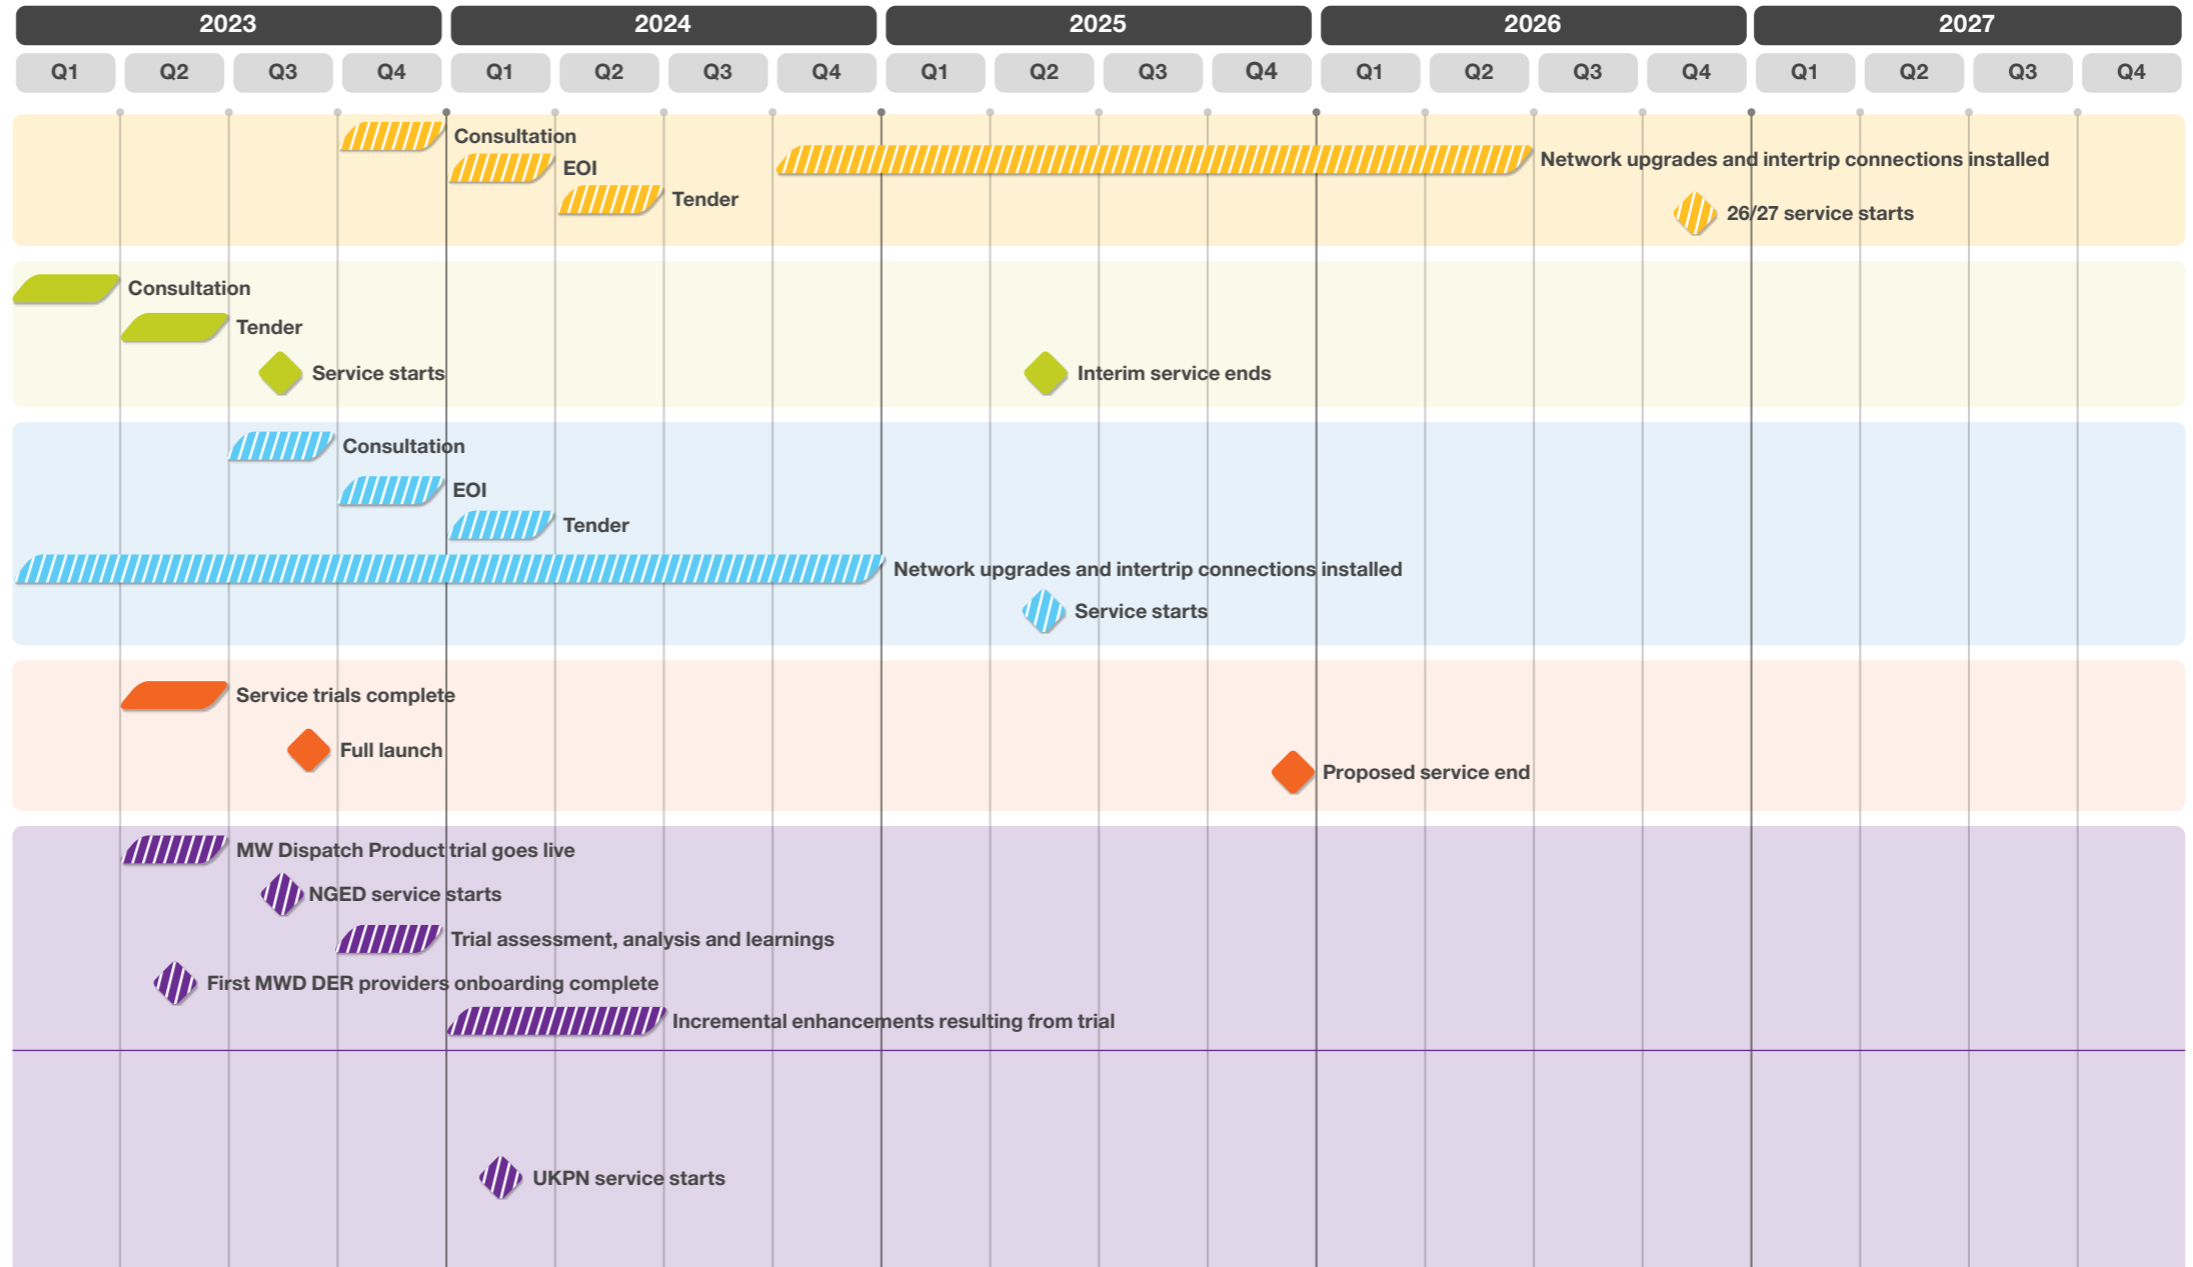 2023
2024
2025
2026
2027
Q1
Q2
Q3
Q4
Q1
Q2
Q3
Q4
Q1
Q2
Q3
Q4
Q1
Q2
Q3
Q4
Q1
Q2
Q3
Q4
Consultation
EOI
Network upgrades and intertrip connections installed
Tender
26/27 service starts
Consultation
Tender
Service starts
Interim service ends
Consultation
EOI
Tender
Network upgrades and intertrip connections installed
Service starts
Service trials complete
Full launch
Proposed service end
MW Dispatch Product trial goes live
NGED service starts
Trial assessment, analysis and learnings
First MWD DER providers onboarding complete
Incremental enhancements resulting from trial
UKPN service starts